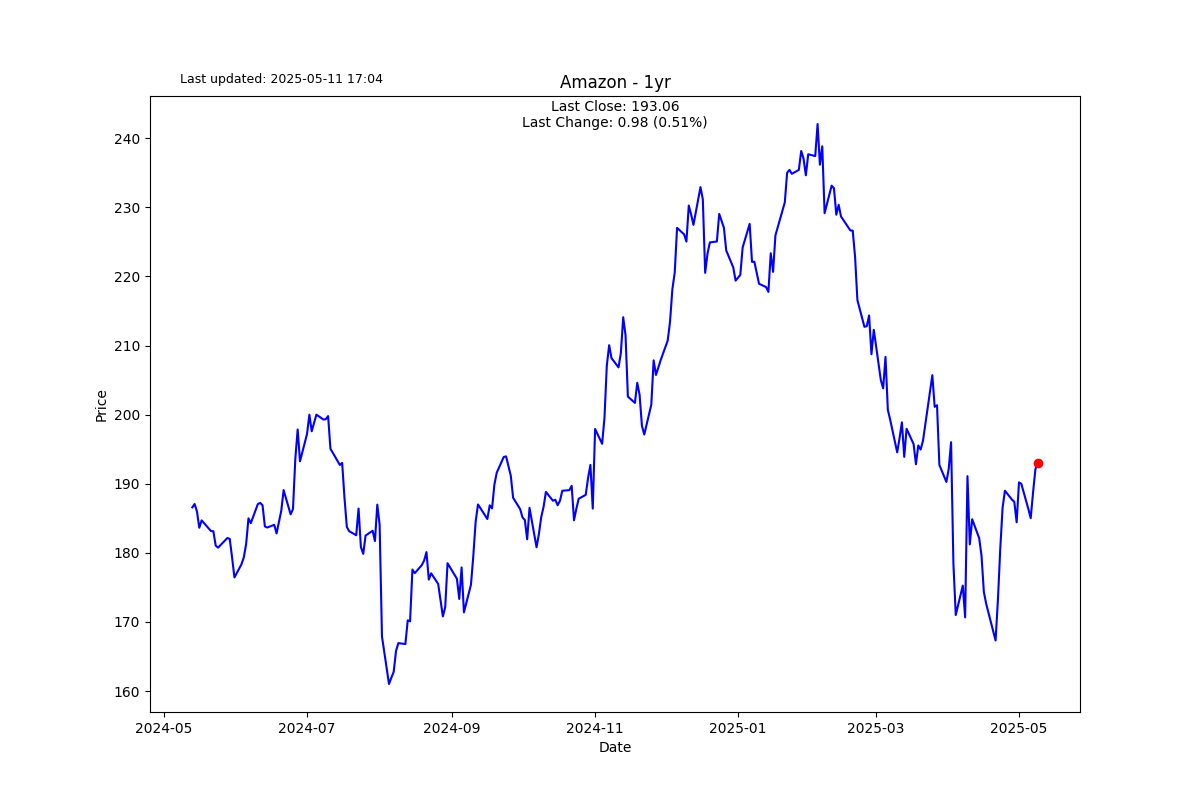 Last updated: 2025-05-11 17:04
Amazon - 1yr
Last Close: 193.06
Last Change: 0.98 (0.51%)
Price
240
230
220
210
200
190
180
170
160
2024-05
2024-07
2024-09
2024-11
2025-01
2025-03
2025-05
Date